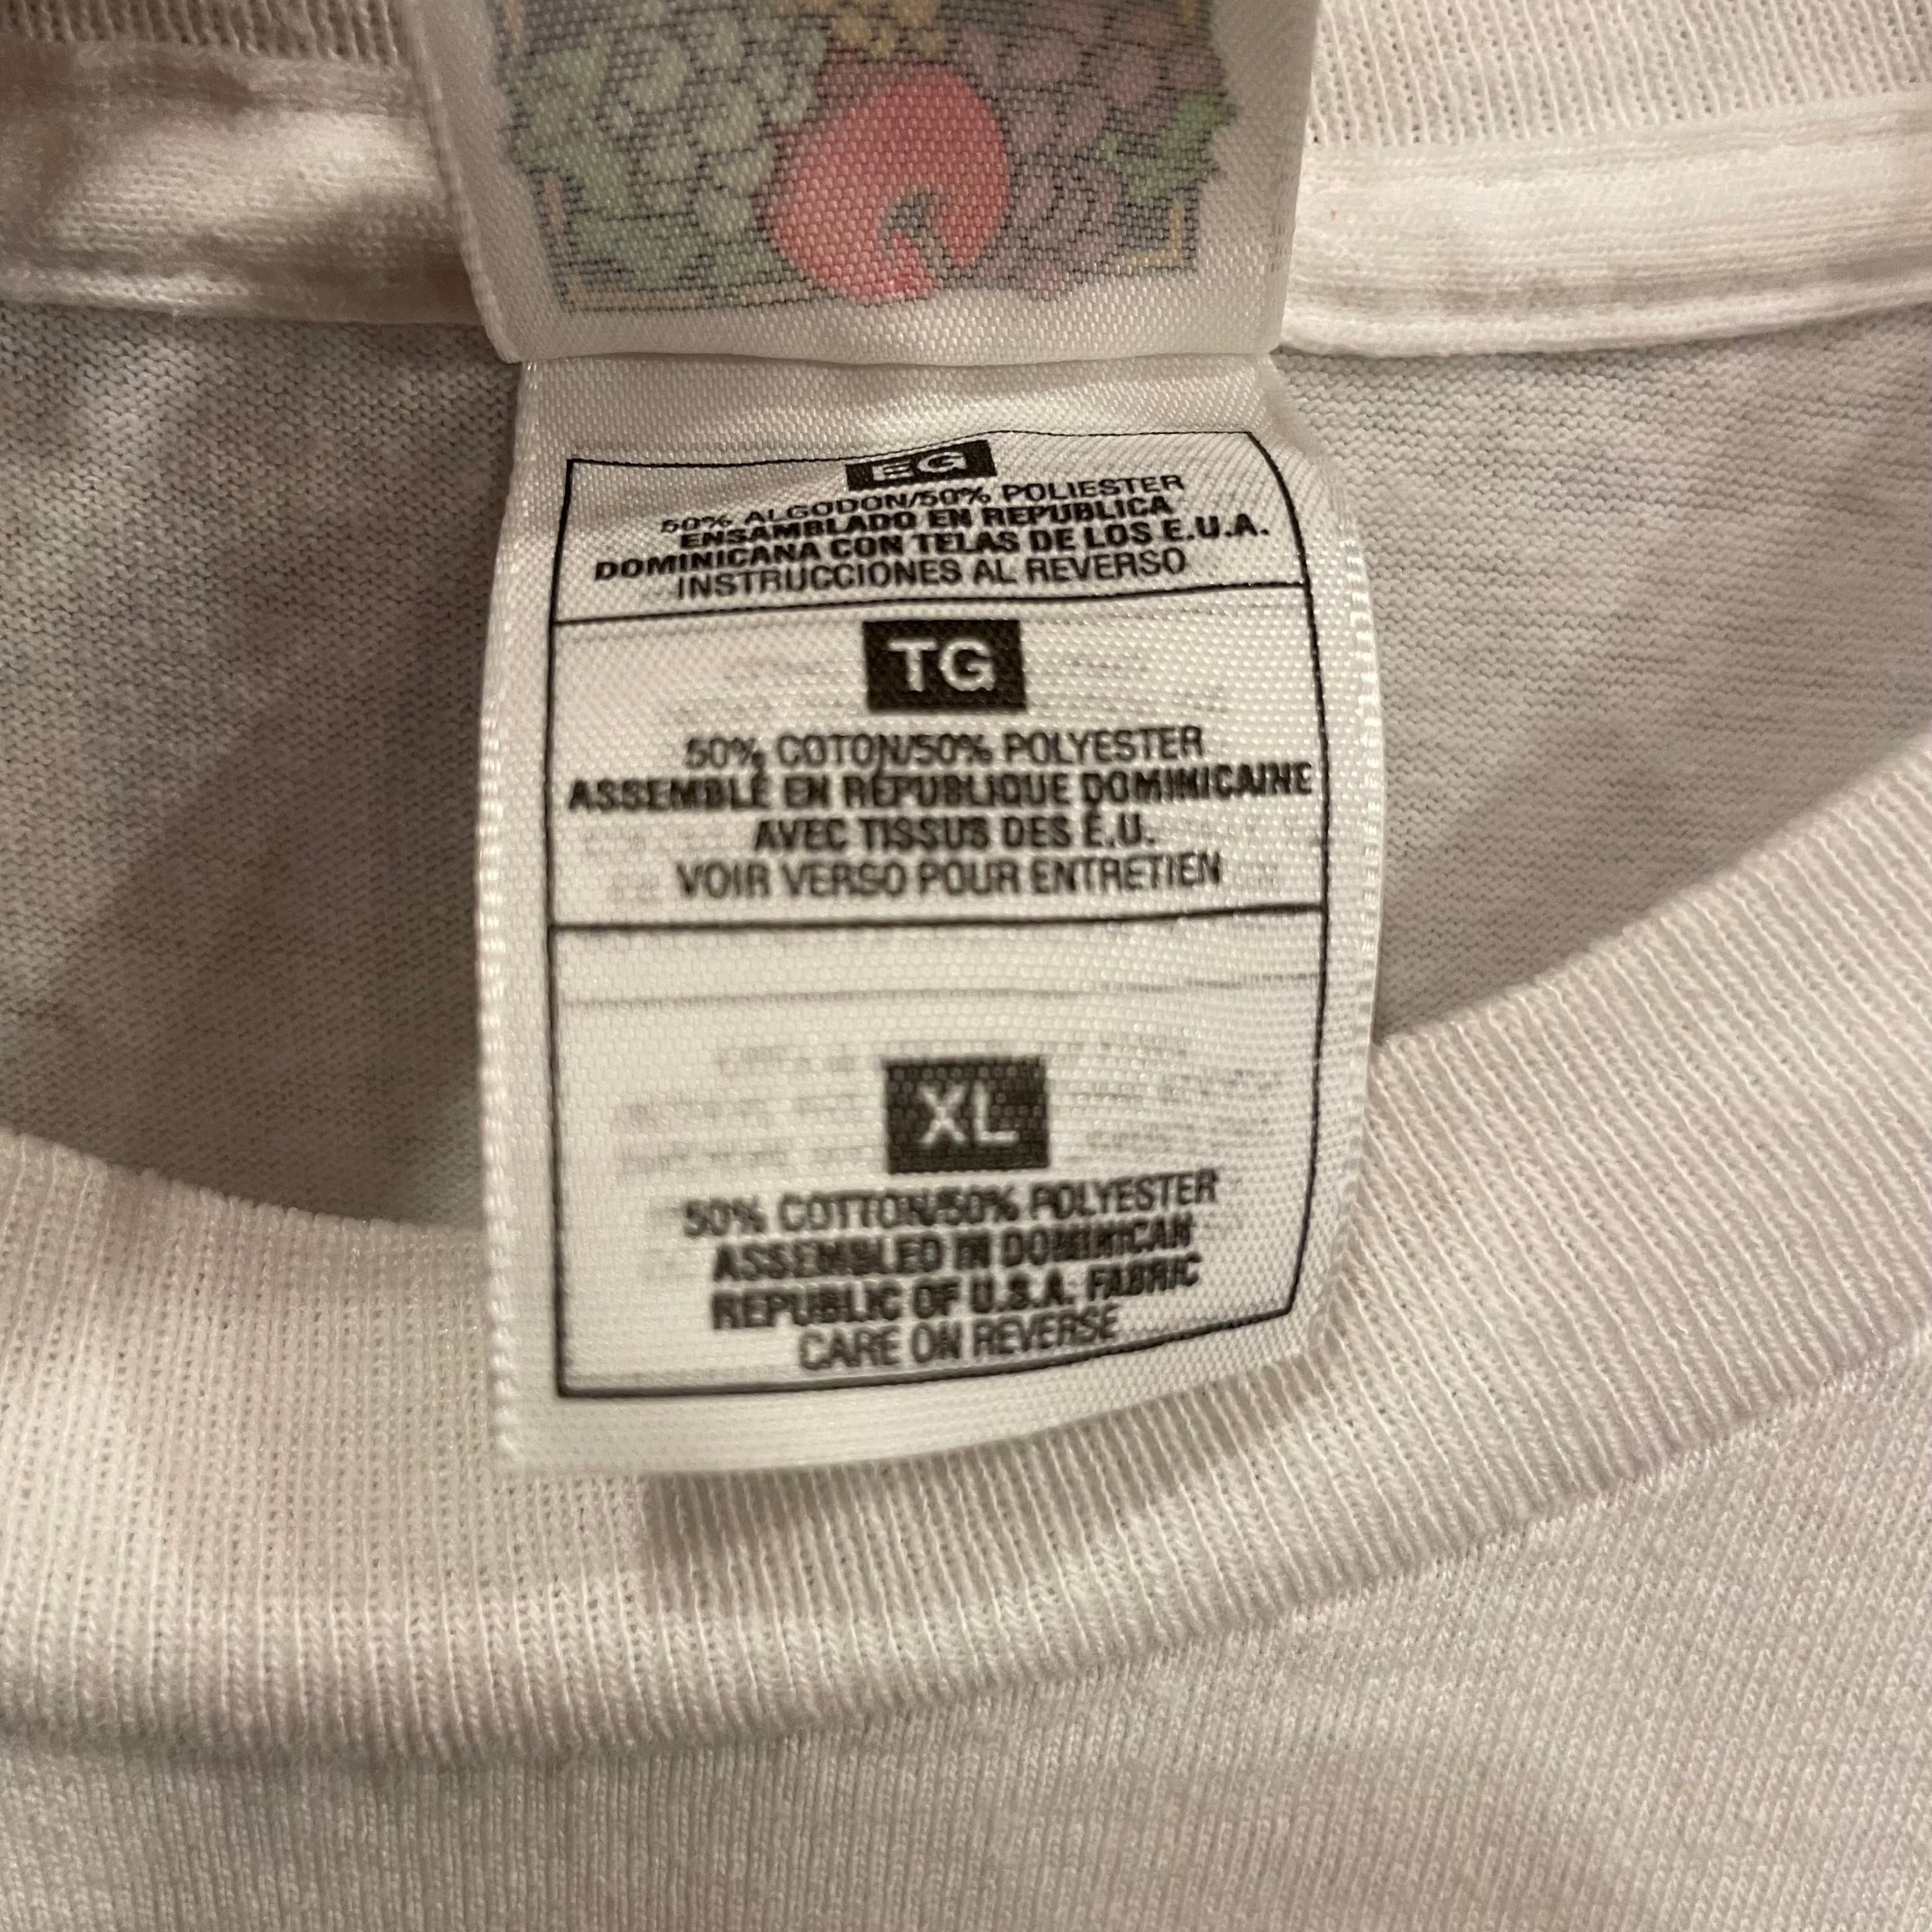 EG
50% ALGODON/50% POLIESTER
ENSAMBLADO EN REPUBLICA
DOMINICANA CON TELAS DE LOS E.U.A.
INSTRUCCIONES AL REVERSO
TG
50% COTON/50% POLYESTER
ASSEMBLÉ EN RÉPUBLIQUE DOMINICAINE
AVEC TISSUS DES É.U.
VOIR VERSO POUR ENTRETIEN
XL
50% COTTON/50% POLYESTER
ASSEMBLED IN DOMINICAN
REPUBLIC OF U.S.A. FABRIC
CARE ON REVERSE